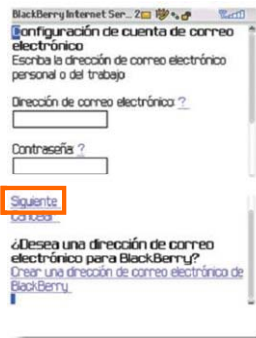 BlackBerry Internet Ser... 2
Configuración de cuenta de correo
electrónico
Escriba la dirección de correo electrónico
personal o del trabajo
Dirección de correo electrónico: ?
Contraseña: ?
Siguiente
Cancelar
¿Desea una dirección de correo
electrónico para BlackBerry?
Crear una dirección de correo electrónico de
BlackBerry